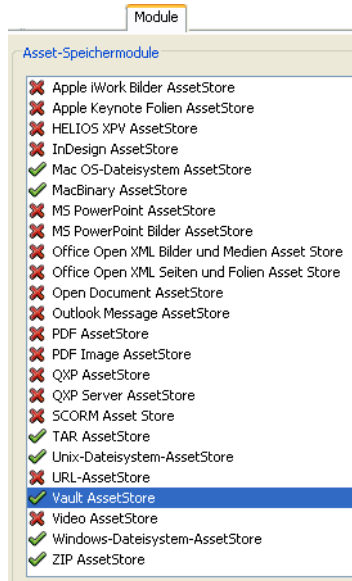 Module
Asset-Speichermodule
Apple iWork Bilder AssetStore
Apple Keynote Folien AssetStore
HELIOS XPV AssetStore
InDesign AssetStore
Mac OS-Dateisystem AssetStore
MacBinary AssetStore
MS PowerPoint AssetStore
MS PowerPoint Bilder AssetStore
Office Open XML Bilder und Medien Asset Store
Office Open XML Seiten und Folien Asset Store
Open Document AssetStore
Outlook Message AssetStore
PDF AssetStore
PDF Image AssetStore
QXP AssetStore
QXP Server AssetStore
SCORM Asset Store
TAR AssetStore
Unix-Dateisystem-AssetStore
URL-AssetStore
Vault AssetStore
Video AssetStore
Windows-Dateisystem-AssetStore
ZIP AssetStore